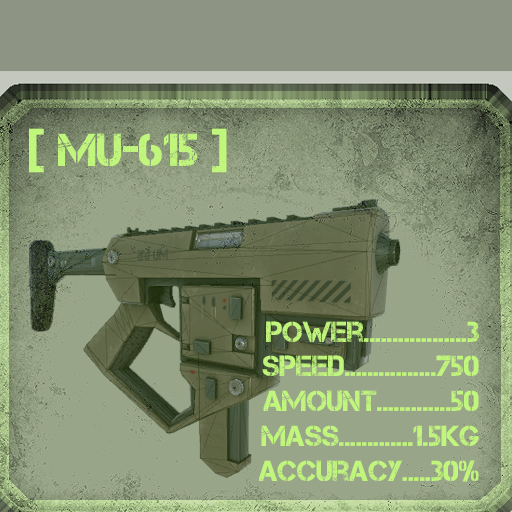 [ MU-615 ]
POWER..................3
SPEED................750
AMOUNT.............50
MASS.............1.5KG
ACCURACY.....30%